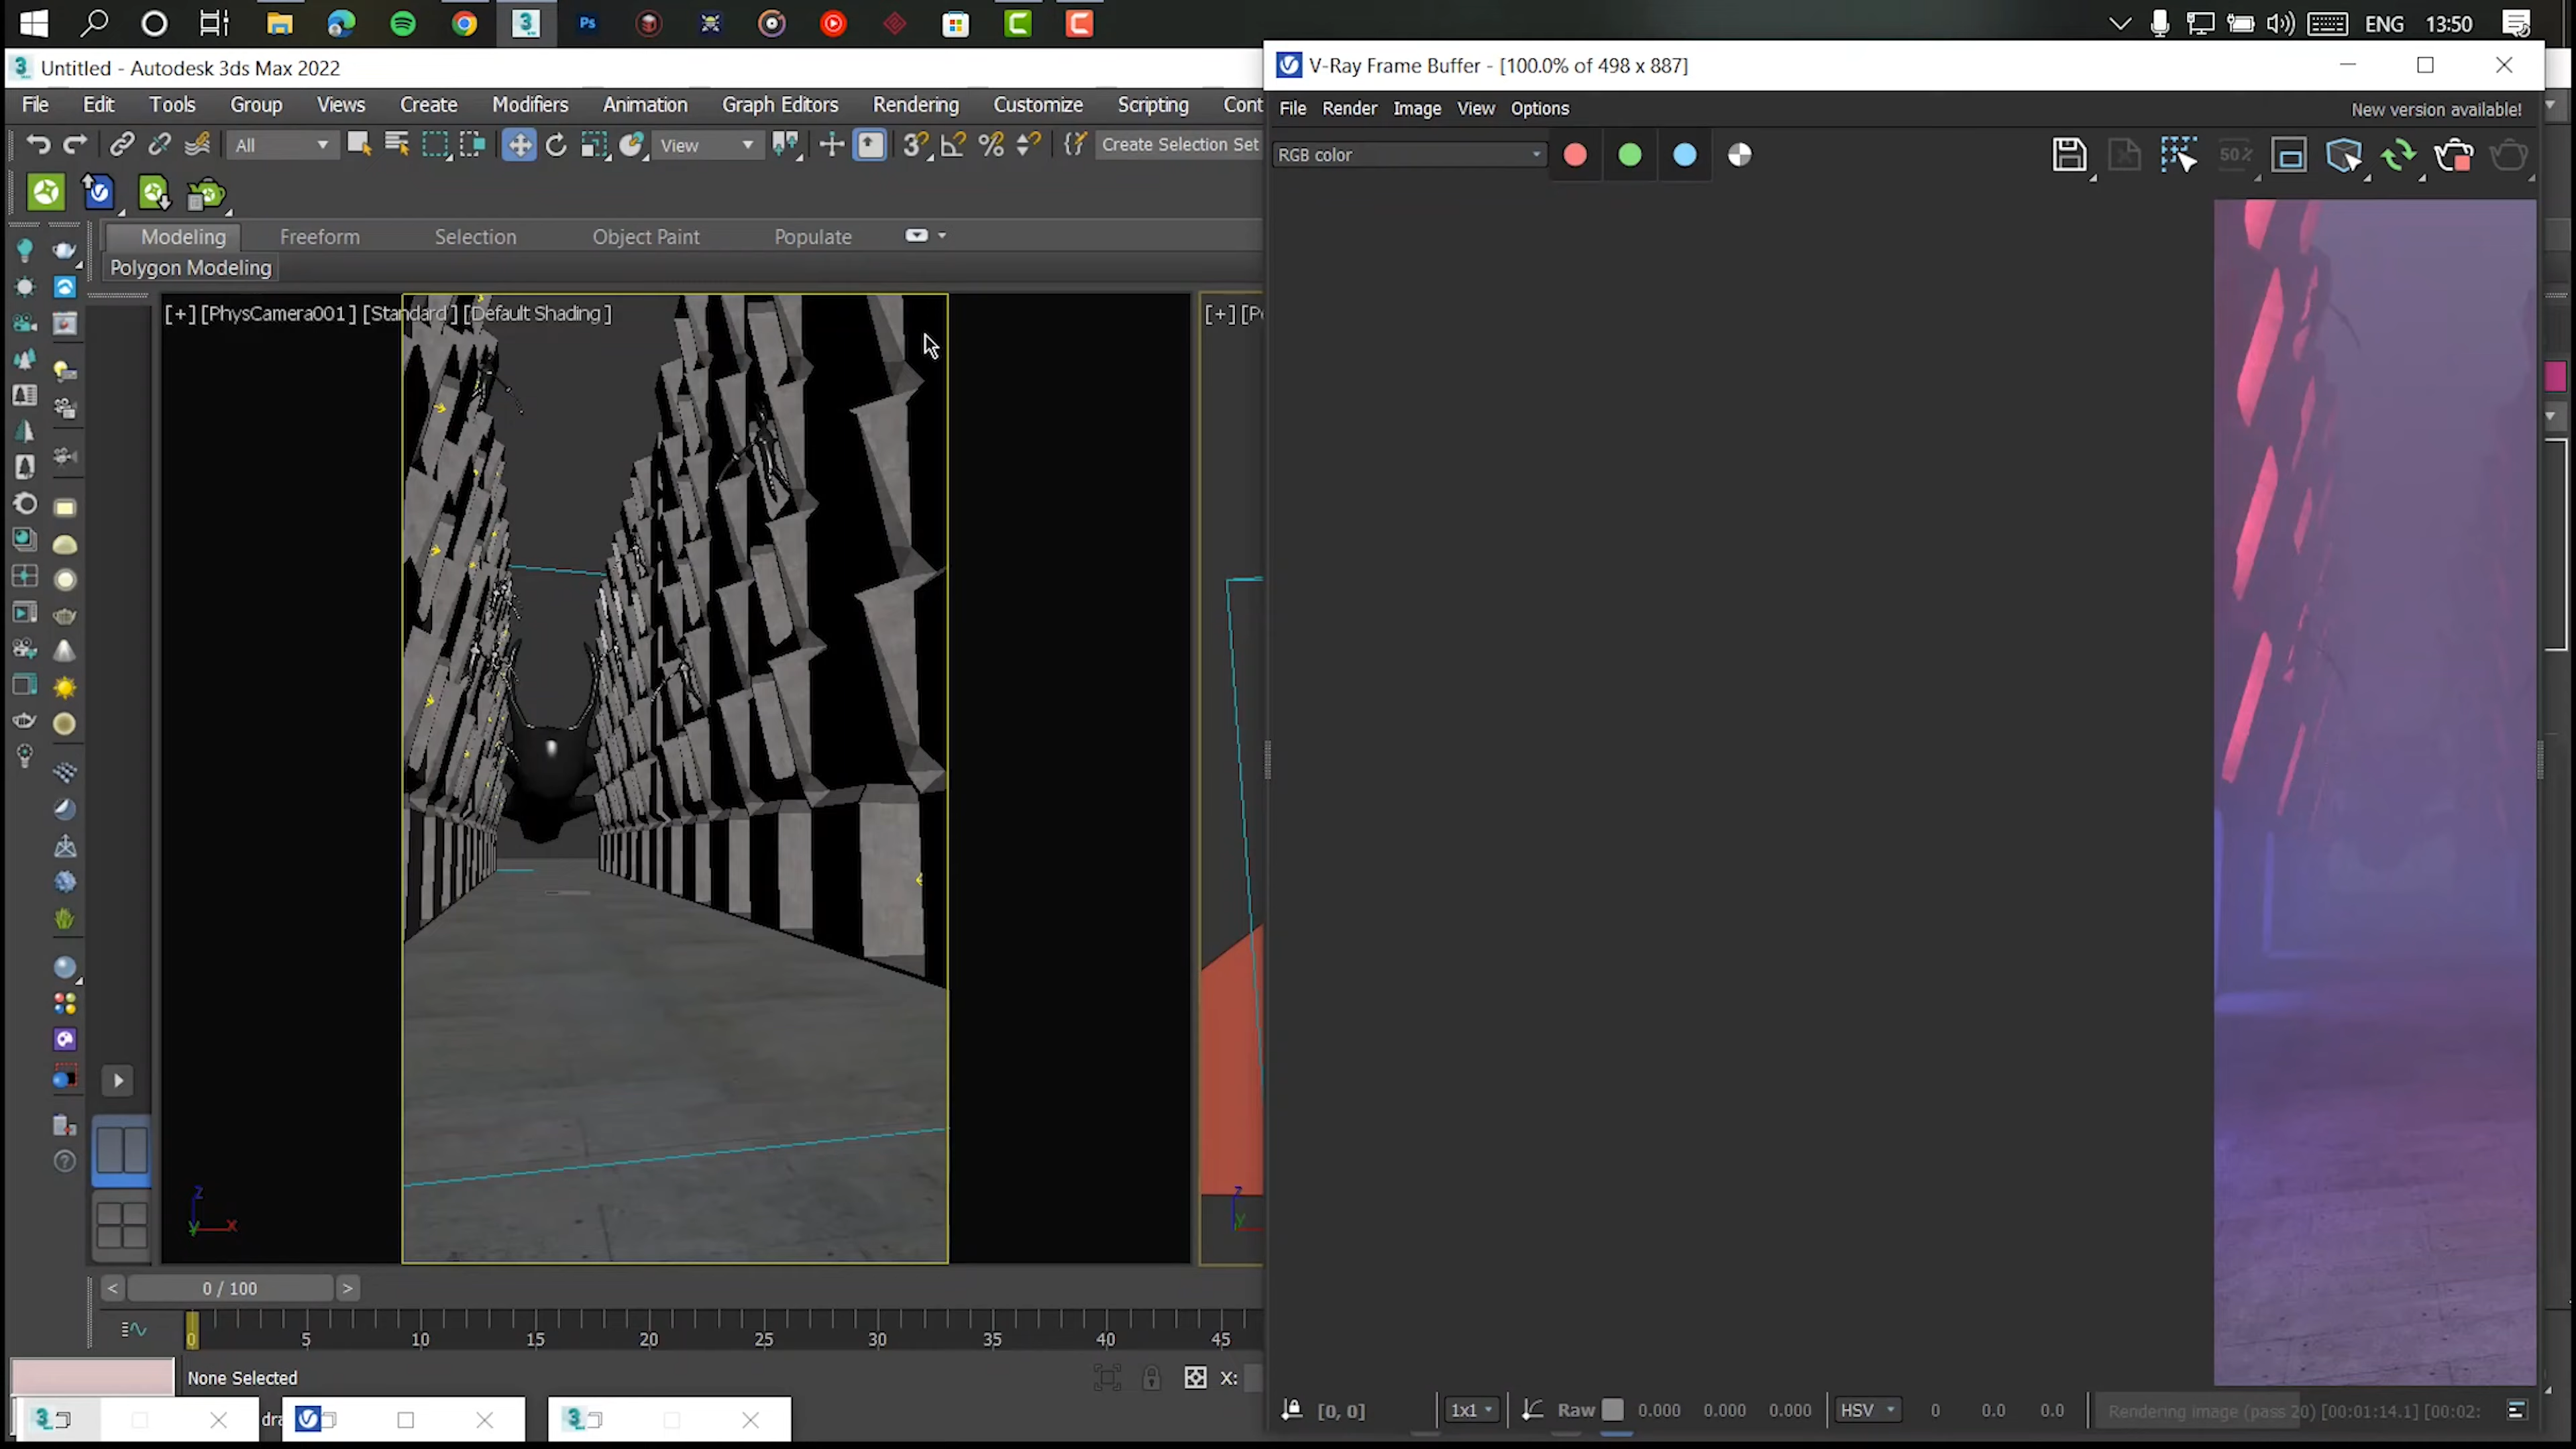 Ps
ENG
13:50
Untitled - Autodesk 3ds Max 2022
File Edit Tools Group Views Create Modifiers Animation Graph Editors Rendering Customize Scripting Cont
All
View
Create Selection Set
Modeling Freeform Selection Object Paint Populate
Polygon Modeling
[+] [PhysCamera001] [Standard] [Default Shading]
[+] [Pe
z
y x
Z
Y
< 0 / 100 >
0 5 10 15 20 25 30 35 40 45
None Selected
X:
dra
V-Ray Frame Buffer - [100.0% of 498 x 887]
File Render Image View Options
New version available!
RGB color
50%
[0, 0]
1x1
Raw 0.000 0.000 0.000
HSV 0 0.0 0.0
Rendering image (pass 20) [00:01:14.1] [00:02: